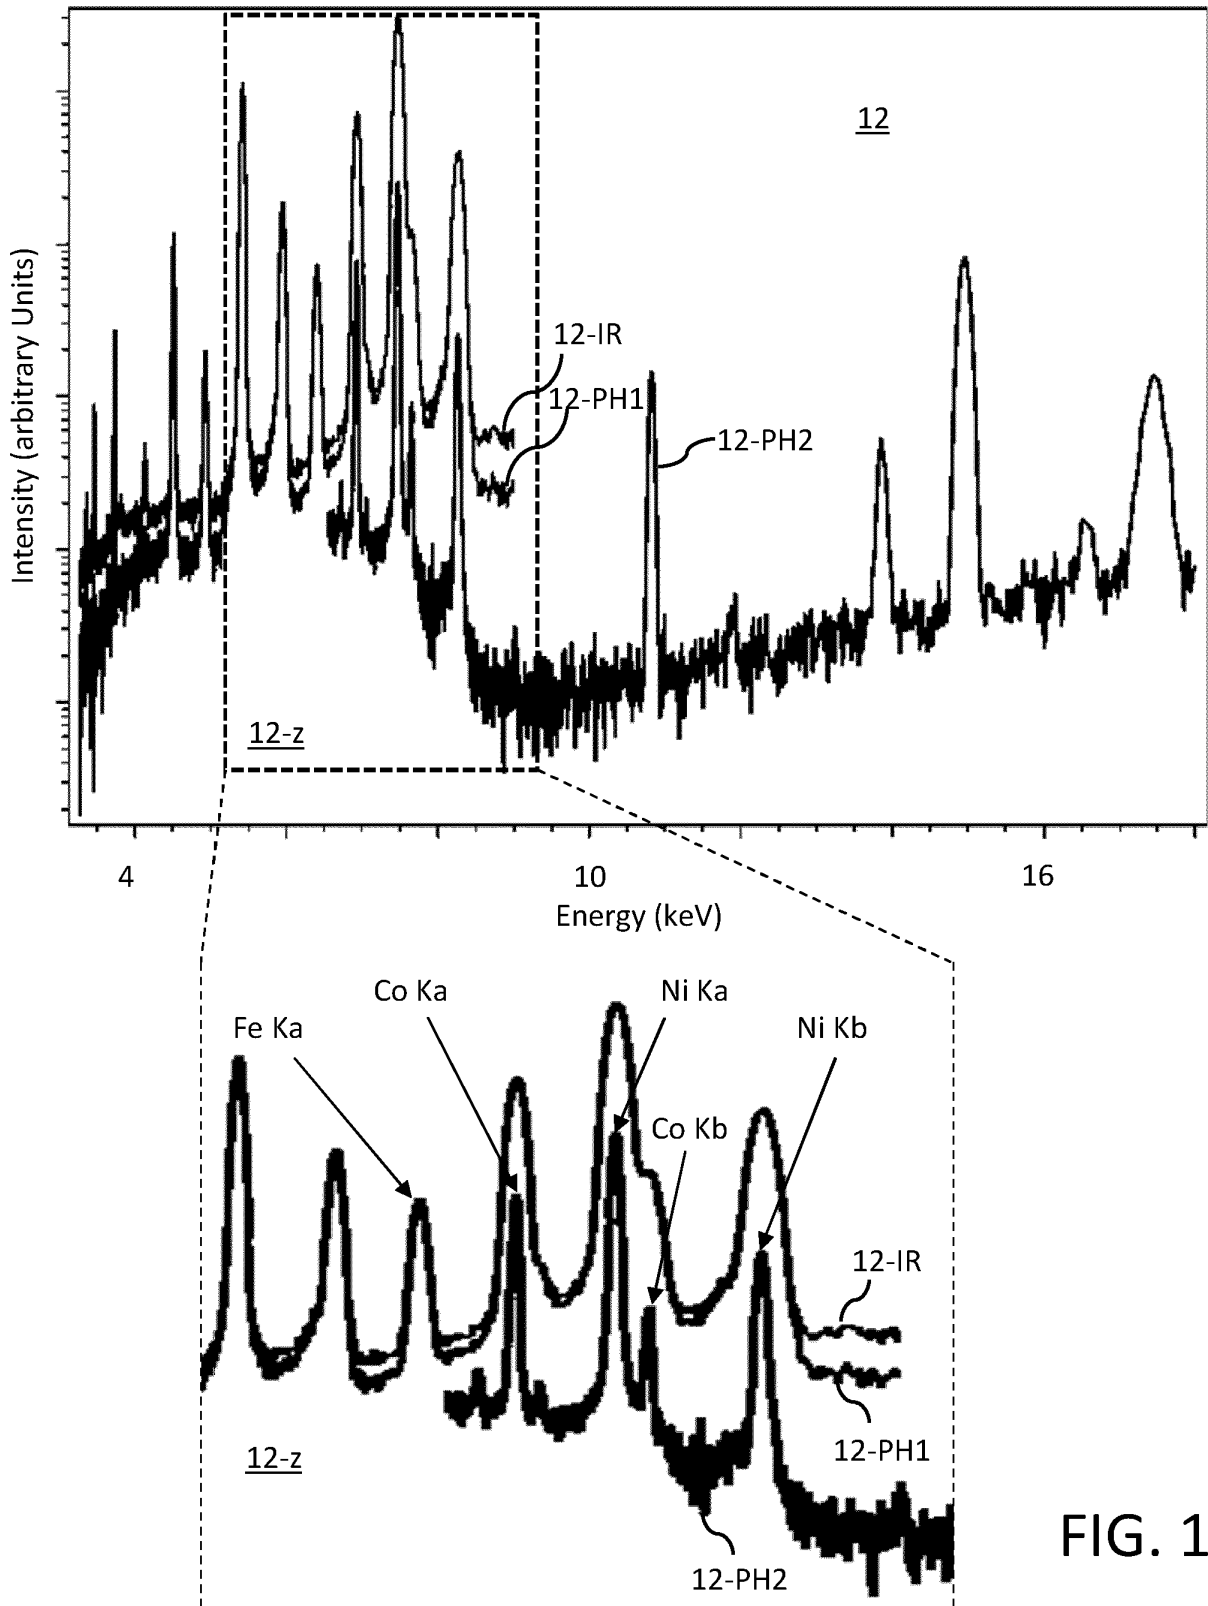 12
Intensity (arbitrary Units)
12-IR
12-PH1
12-PH2
12-z
4
10
16
Energy (keV)
Co Ka
Ni Ka
Fe Ka
Ni Kb
Co Kb
12-IR
12-PH1
12-z
12-PH2
FIG. 1